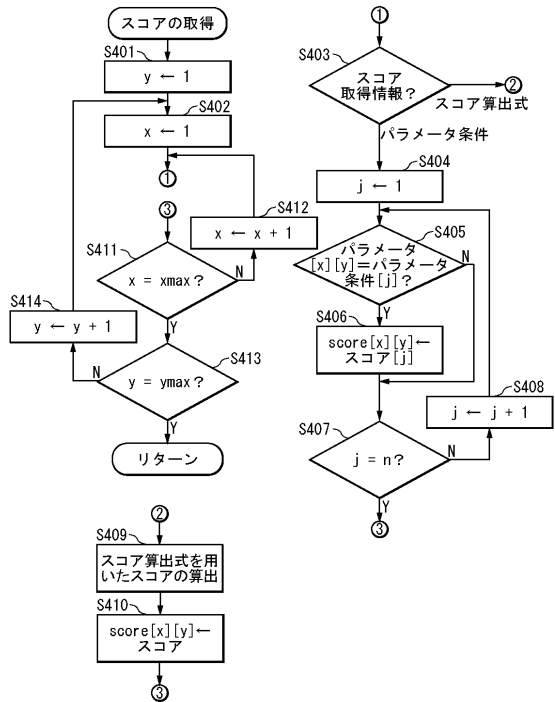 スコアの取得
S401
y ← 1
S402
x ← 1
①
③
S412
x ← x + 1
S411
x = xmax?
N
Y
S414
y ← y + 1
S413
y = ymax?
N
Y
リターン
①
S403
スコア
取得情報?
②
スコア算出式
パラメータ条件
S404
j ← 1
S405
パラメータ
[x][y]=パラメータ
条件[j]?
N
Y
S406
score[x][y]←
スコア[j]
S408
j ← j + 1
S407
j = n?
N
Y
③
②
S409
スコア算出式を用
いたスコアの算出
S410
score[x][y]←
スコア
③